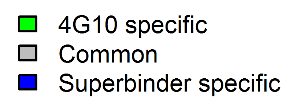 4G10 specific
Common
Superbinder specific